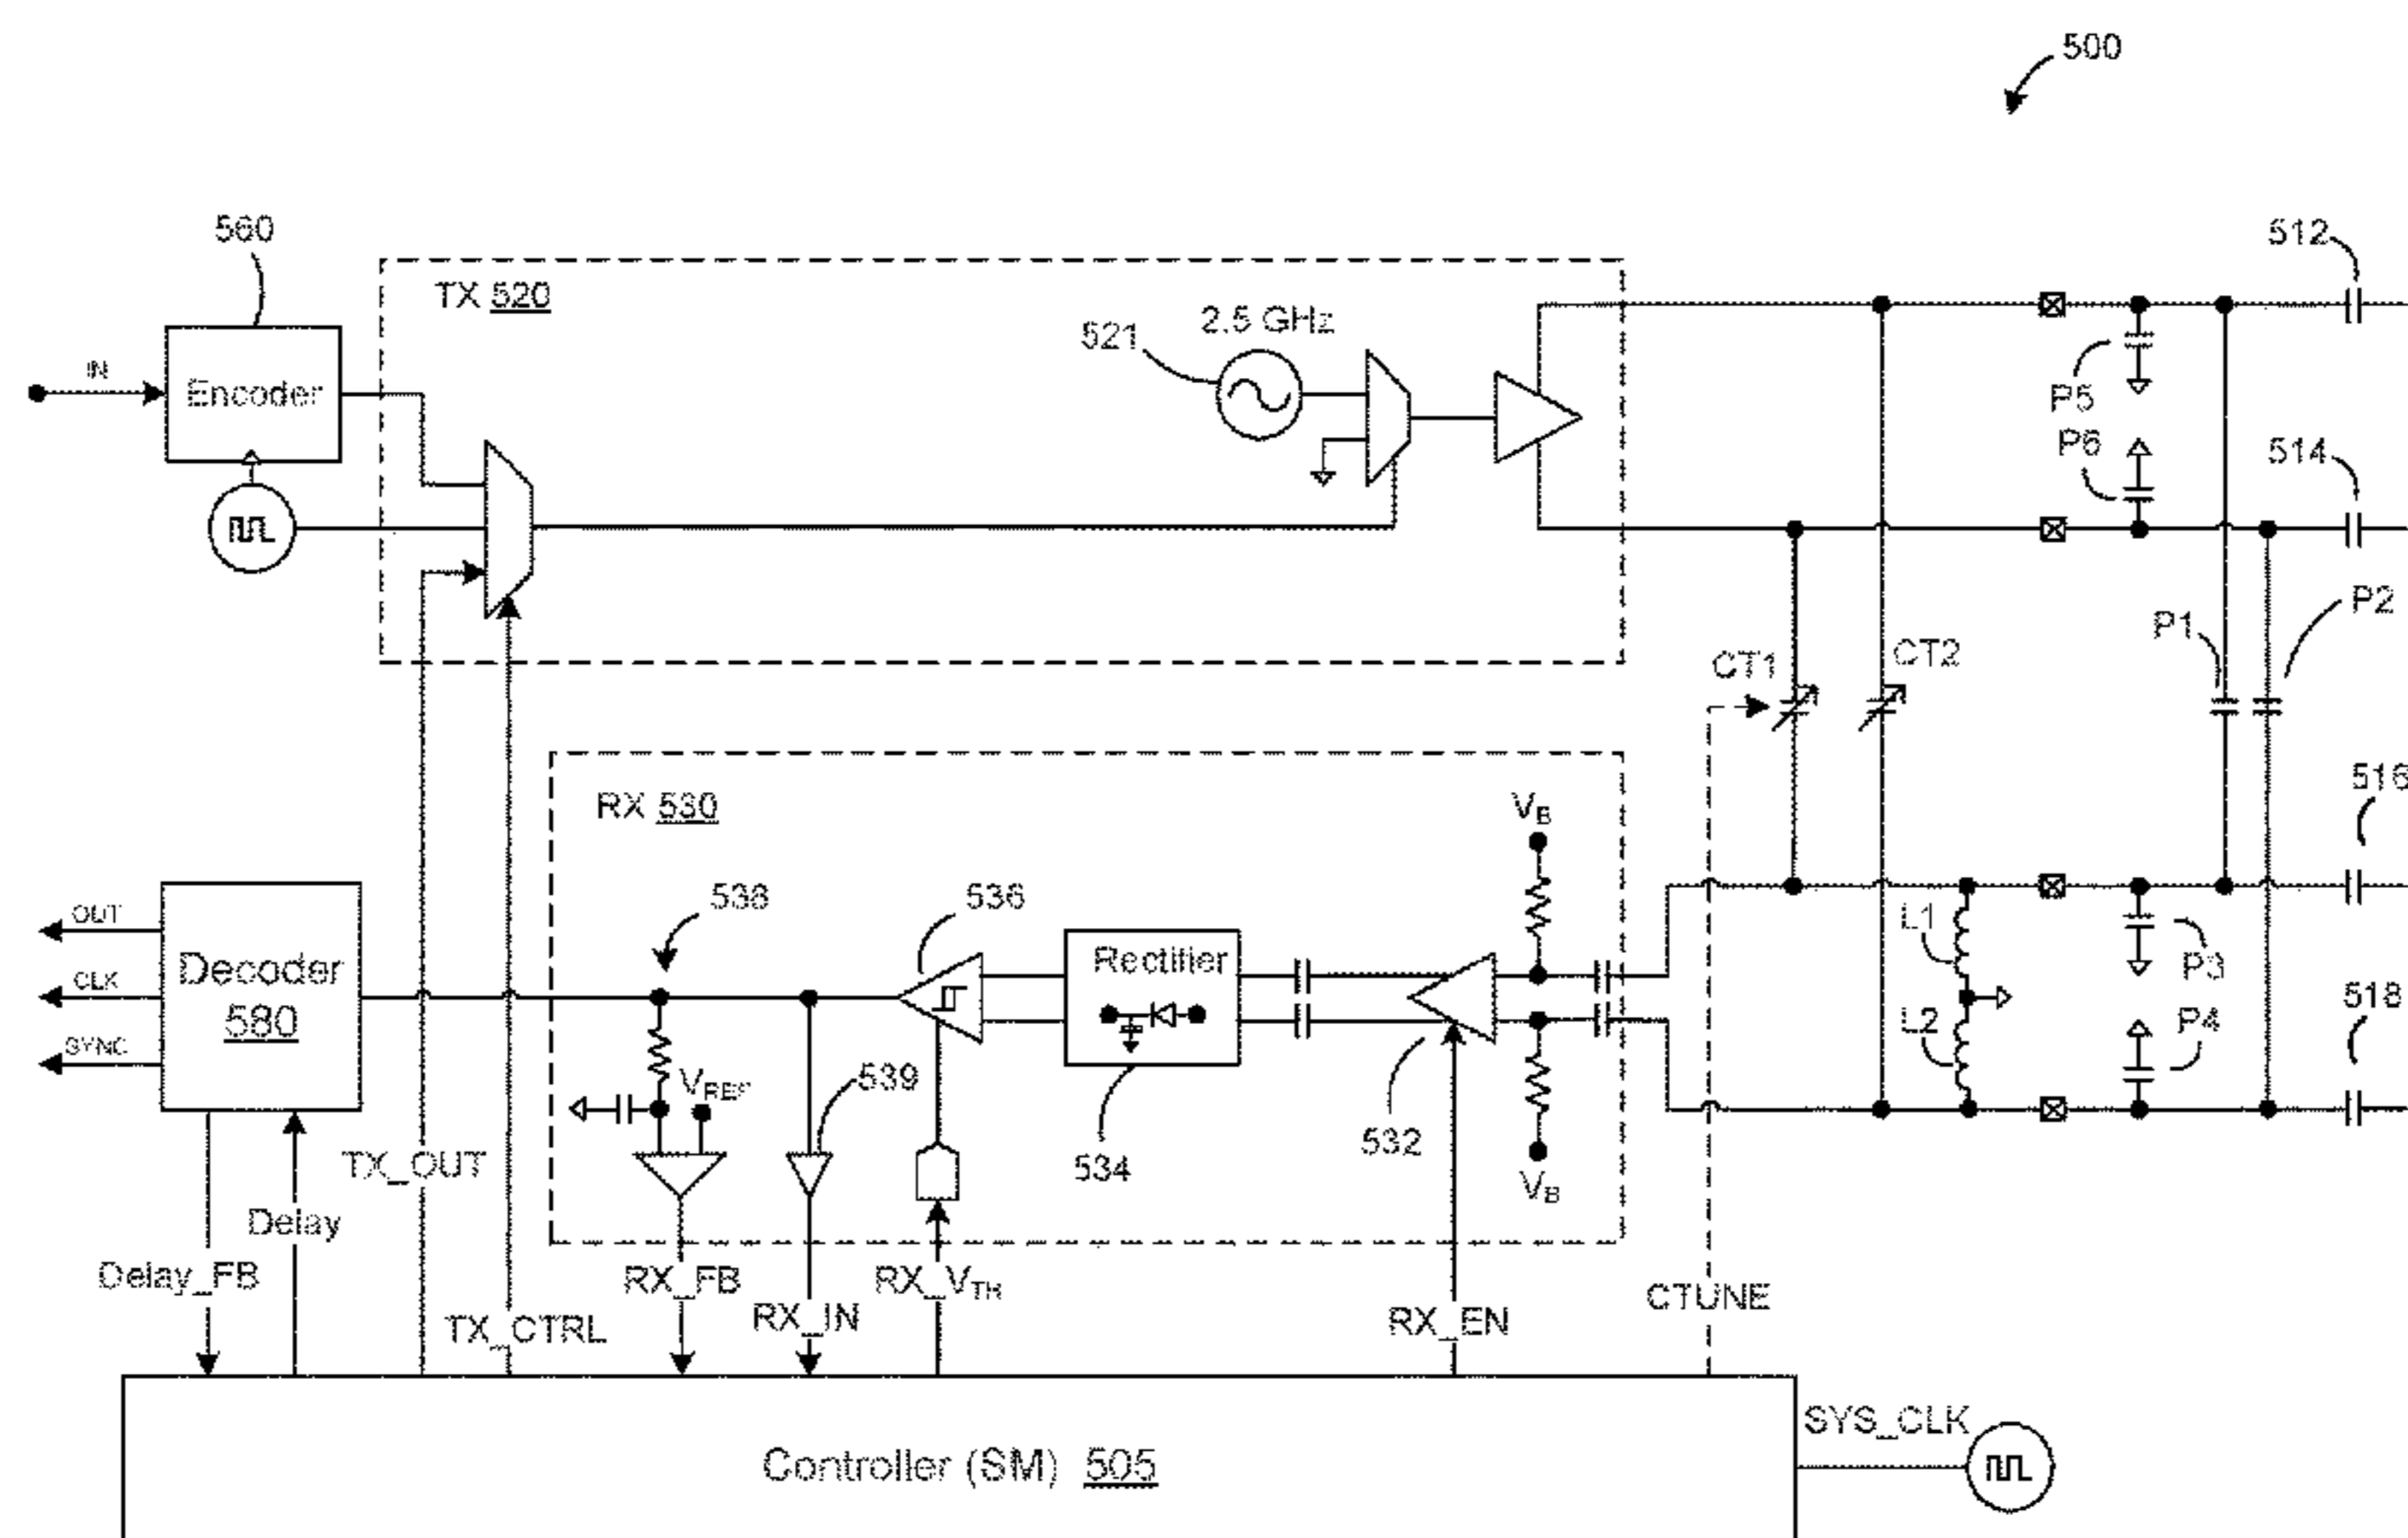 500
560
512
TX 520
2.5 GHz
521
IN
Encoder
P5
P6
514
P1
P2
CT1
CT2
RX 530
VB
516
538
536
OUT
Decoder
580
CLK
SYNC
Rectifier
L1
P3
L2
P4
518
VREF
539
534
532
VB
TX_OUT
Delay
Delay_FB
TX_CTRL
RX_FB
RX_IN
RX_VTH
RX_EN
CTUNE
SYS_CLK
Controller (SM) 505